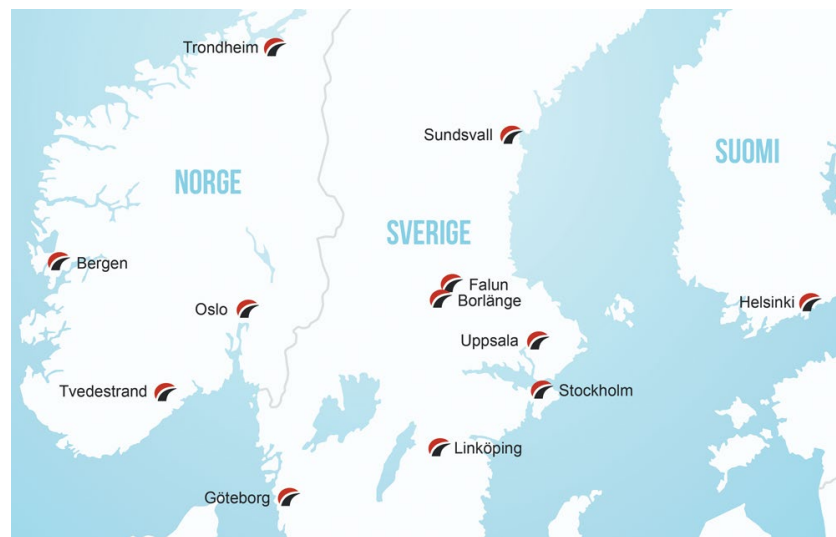 Trondheim
Sundsvall
SUOMI
NORGE
SVERIGE
Bergen
Falun
Borlänge
Helsinki
Oslo
Uppsala
Tvedestrand
Stockholm
Linköping
Göteborg